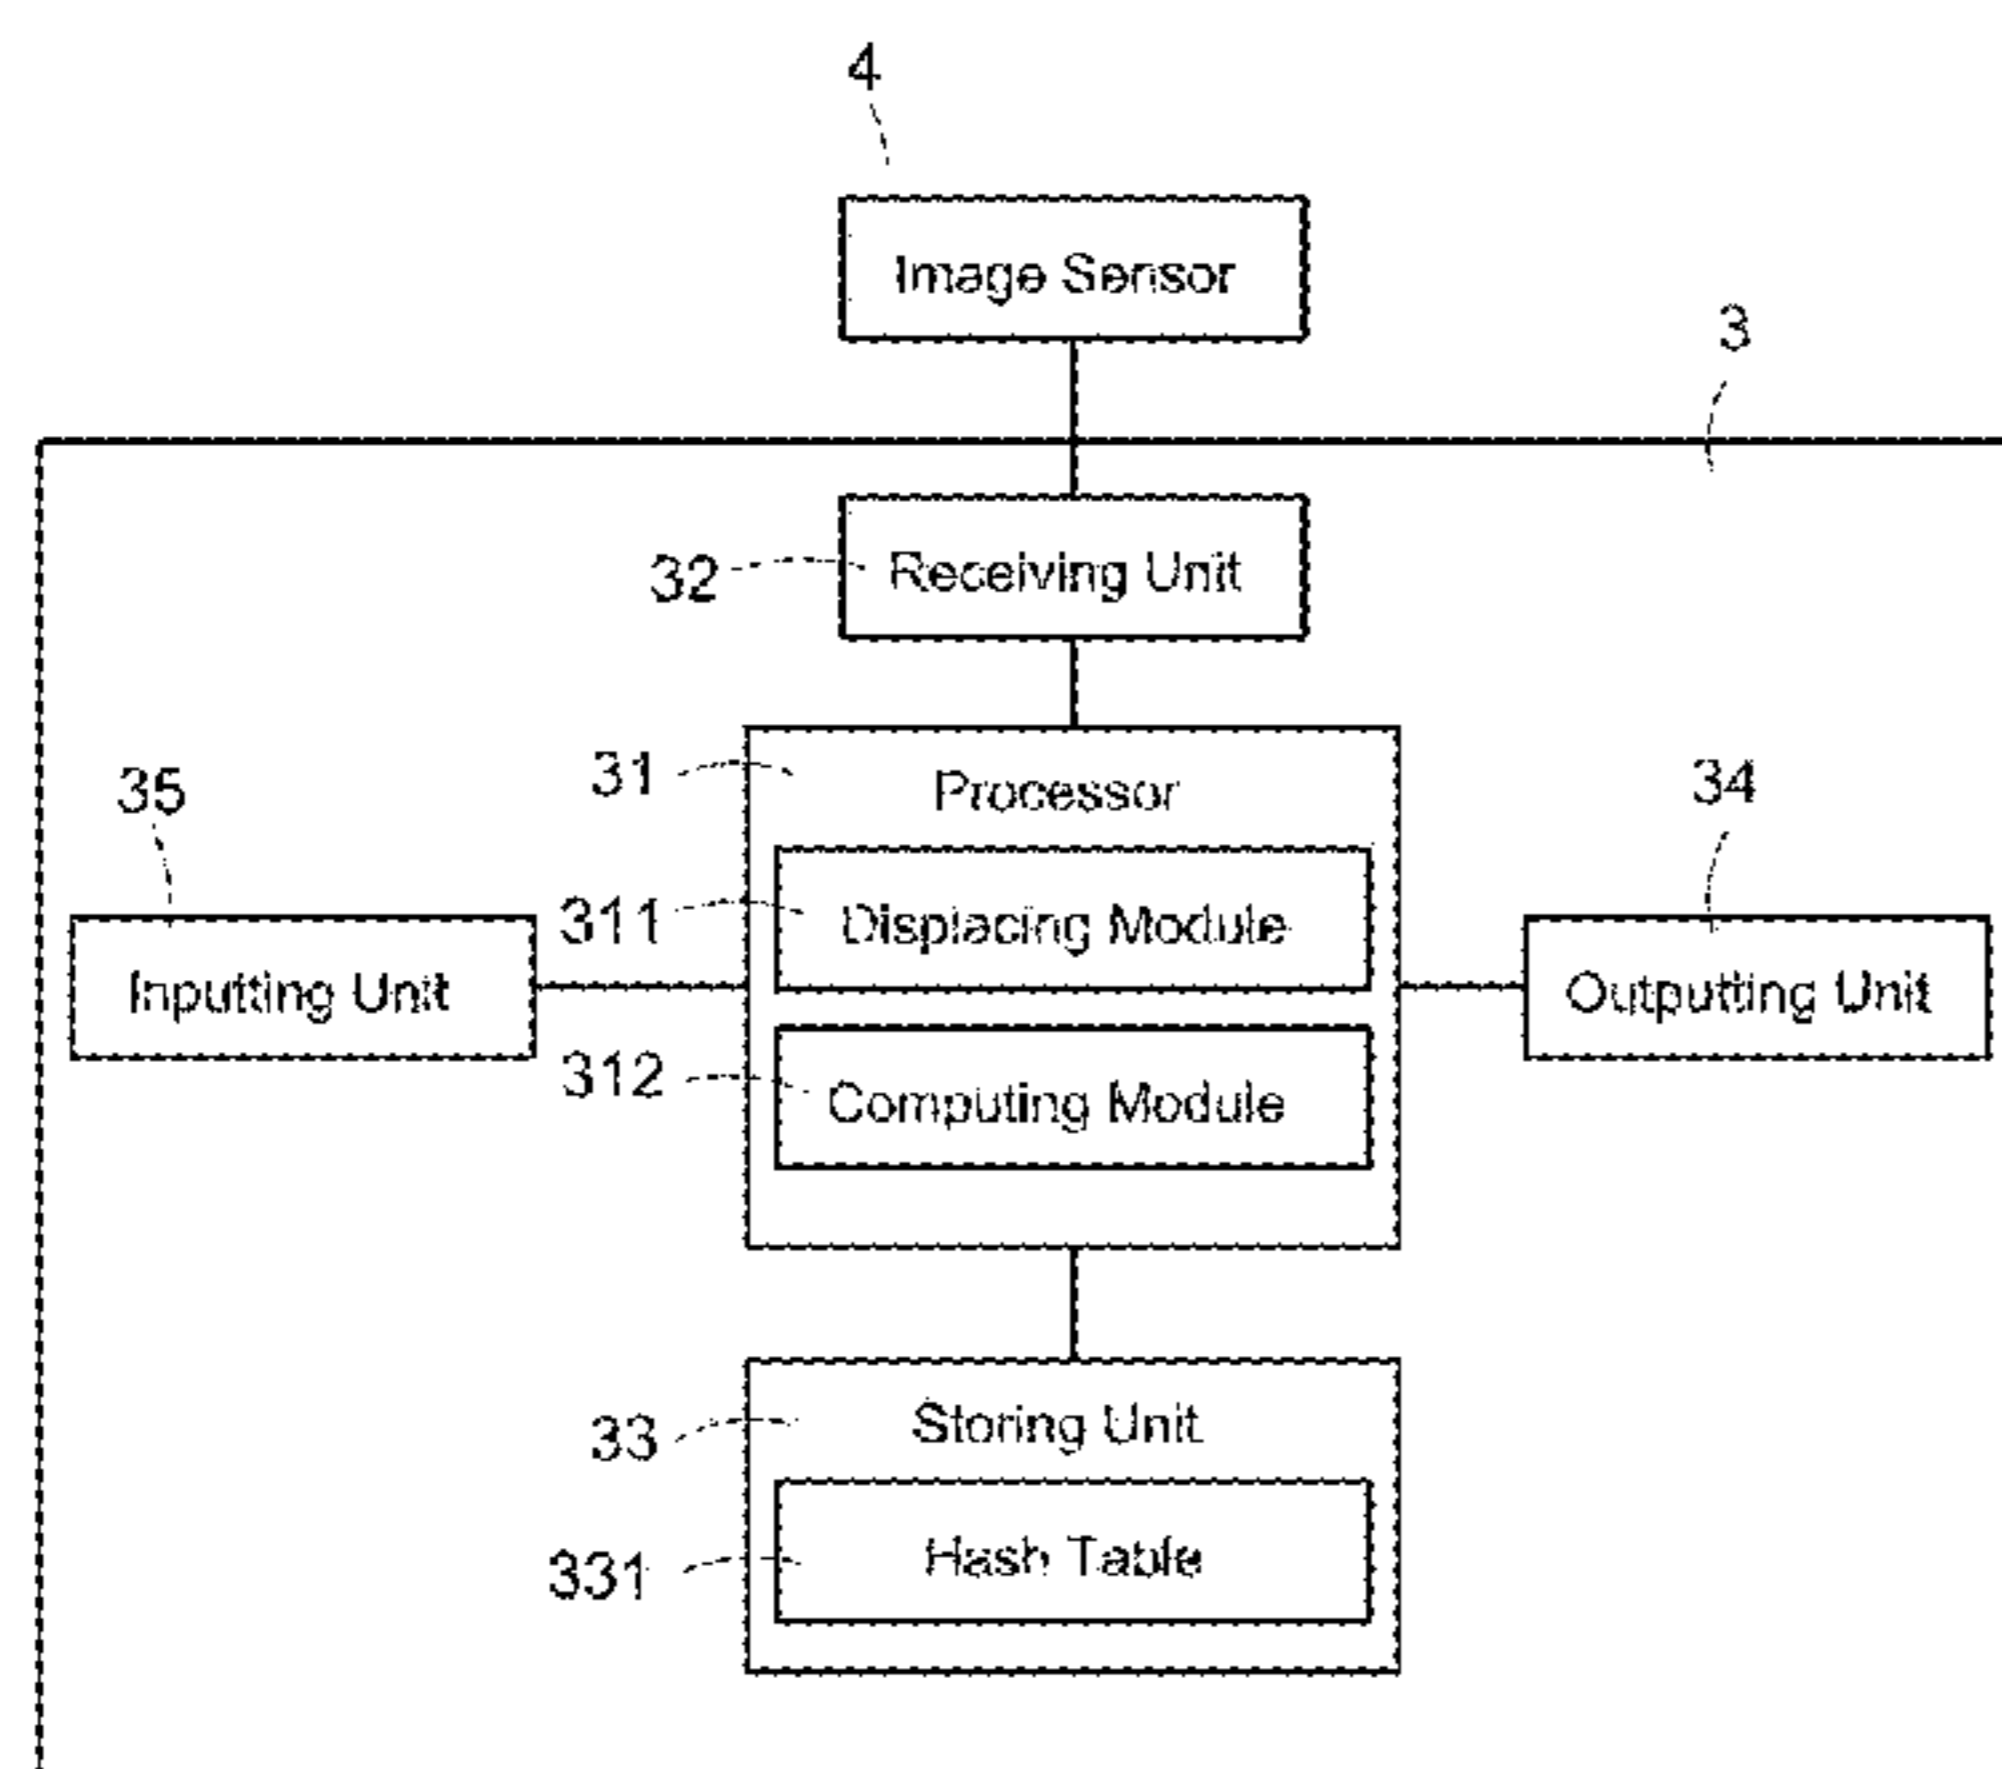 4
Image Sensor
3
32
Receiving Unit
31
Processor
35
34
311
Displacing Module
Inputting Unit
Outputting Unit
312
Computing Module
33
Storing Unit
331
Hash Table